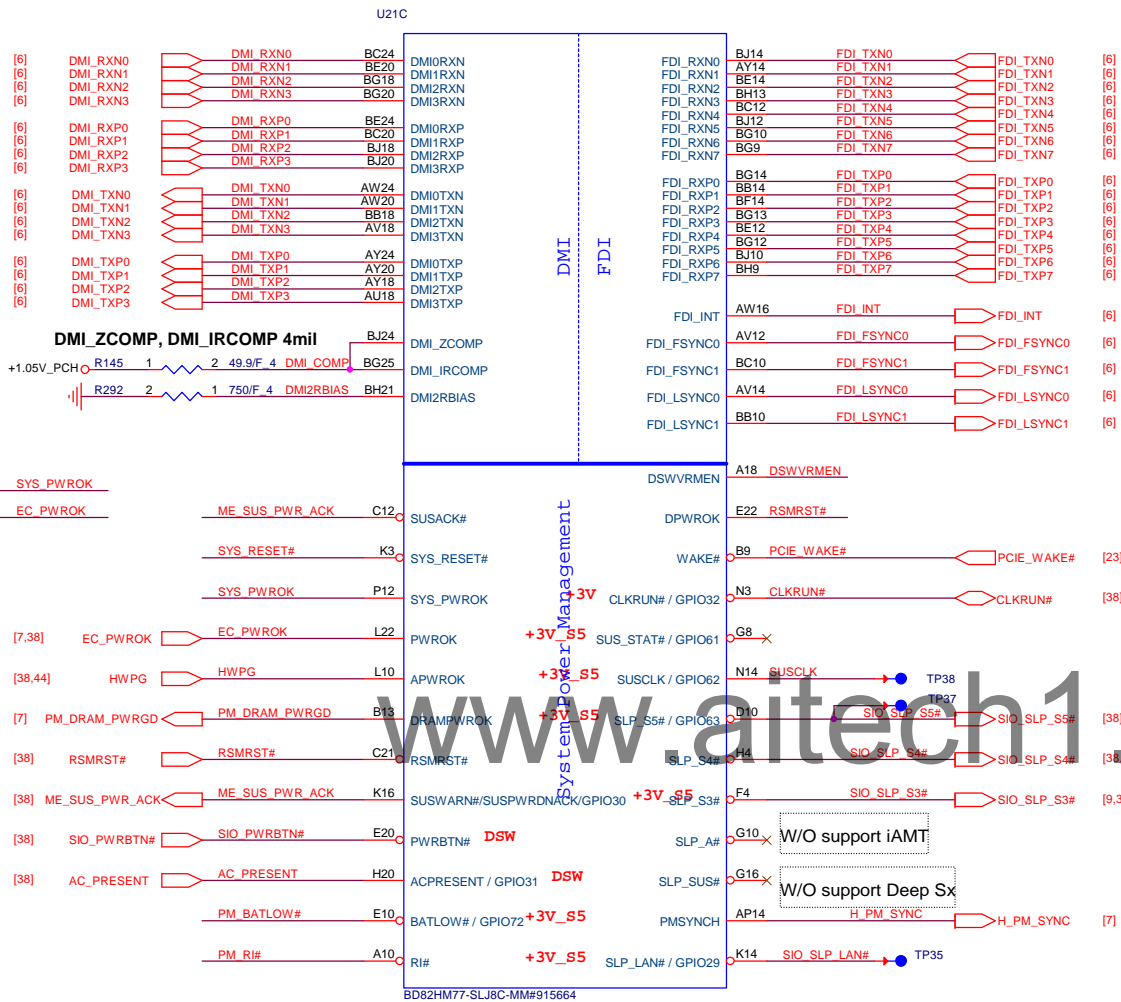 U21C
[6] DMI_RXN0 DMI_RXN0 BC24 DMI0RXN FDI_RXN0 BJ14 FDI_TXN0 FDI_TXN0 [6]
[6] DMI_RXN1 DMI_RXN1 BE20 DMI1RXN FDI_RXN1 AY14 FDI_TXN1 FDI_TXN1 [6]
[6] DMI_RXN2 DMI_RXN2 BG18 DMI2RXN FDI_RXN2 BE14 FDI_TXN2 FDI_TXN2 [6]
[6] DMI_RXN3 DMI_RXN3 BG20 DMI3RXN FDI_RXN3 BH13 FDI_TXN3 FDI_TXN3 [6]
FDI_RXN4 BC12 FDI_TXN4 FDI_TXN4 [6]
[6] DMI_RXP0 DMI_RXP0 BE24 DMI0RXP FDI_RXN5 BJ12 FDI_TXN5 FDI_TXN5 [6]
[6] DMI_RXP1 DMI_RXP1 BC20 DMI1RXP FDI_RXN6 BG10 FDI_TXN6 FDI_TXN6 [6]
[6] DMI_RXP2 DMI_RXP2 BJ18 DMI2RXP FDI_RXN7 BG9 FDI_TXN7 FDI_TXN7 [6]
[6] DMI_RXP3 DMI_RXP3 BJ20 DMI3RXP
FDI_RXP0 BG14 FDI_TXP0 FDI_TXP0 [6]
[6] DMI_TXN0 DMI_TXN0 AW24 DMI0TXN FDI_RXP1 BB14 FDI_TXP1 FDI_TXP1 [6]
[6] DMI_TXN1 DMI_TXN1 AW20 DMI1TXN FDI_RXP2 BF14 FDI_TXP2 FDI_TXP2 [6]
[6] DMI_TXN2 DMI_TXN2 BB18 DMI2TXN FDI_RXP3 BG13 FDI_TXP3 FDI_TXP3 [6]
[6] DMI_TXN3 DMI_TXN3 AV18 DMI3TXN FDI_RXP4 BE12 FDI_TXP4 FDI_TXP4 [6]
FDI_RXP5 BG12 FDI_TXP5 FDI_TXP5 [6]
[6] DMI_TXP0 DMI_TXP0 AY24 DMI0TXP FDI_RXP6 BJ10 FDI_TXP6 FDI_TXP6 [6]
[6] DMI_TXP1 DMI_TXP1 AY20 DMI1TXP FDI_RXP7 BH9 FDI_TXP7 FDI_TXP7 [6]
[6] DMI_TXP2 DMI_TXP2 AY18 DMI2TXP
[6] DMI_TXP3 DMI_TXP3 AU18 DMI3TXP
DMI FDI
FDI_INT AW16 FDI_INT FDI_INT [6]
DMI_ZCOMP, DMI_IRCOMP 4mil
BJ24 DMI_ZCOMP FDI_FSYNC0 AV12 FDI_FSYNC0 FDI_FSYNC0 [6]
+1.05V_PCH R145 1 2 49.9/F_4 DMI_COMP BG25 DMI_IRCOMP FDI_FSYNC1 BC10 FDI_FSYNC1 FDI_FSYNC1 [6]
R292 2 1 750/F_4 DMI2RBIAS BH21 DMI2RBIAS FDI_LSYNC0 AV14 FDI_LSYNC0 FDI_LSYNC0 [6]
FDI_LSYNC1 BB10 FDI_LSYNC1 FDI_LSYNC1 [6]
System Power Management
DSWVRMEN A18 DSWVRMEN
SYS_PWROK
EC_PWROK ME_SUS_PWR_ACK C12 SUSACK# DPWROK E22 RSMRST#
SYS_RESET# K3 SYS_RESET# WAKE# B9 PCIE_WAKE# PCIE_WAKE# [23]
SYS_PWROK P12 SYS_PWROK +3V CLKRUN# / GPIO32 N3 CLKRUN# CLKRUN# [38]
[7,38] EC_PWROK EC_PWROK L22 PWROK +3V_S5 SUS_STAT# / GPIO61 G8
[38,44] HWPG HWPG L10 APWROK +3V_S5 SUSCLK / GPIO62 N14 SUSCLK TP38
TP37
[7] PM_DRAM_PWRGD PM_DRAM_PWRGD B13 DRAMPWROK +3V_S5 SLP_S5# / GPIO63 D10 SIO_SLP_S5# SIO_SLP_S5# [38]
www.aitech1.
[38] RSMRST# RSMRST# C21 RSMRST# SLP_S4# H4 SIO_SLP_S4# SIO_SLP_S4# [38
[38] ME_SUS_PWR_ACK ME_SUS_PWR_ACK K16 SUSWARN#/SUSPWRDNACK/GPIO30 +3V_S5 SLP_S3# F4 SIO_SLP_S3# SIO_SLP_S3# [9,3
[38] SIO_PWRBTN# SIO_PWRBTN# E20 PWRBTN# DSW SLP_A# G10 W/O support iAMT
[38] AC_PRESENT AC_PRESENT H20 ACPRESENT / GPIO31 DSW SLP_SUS# G16 W/O support Deep Sx
PM_BATLOW# E10 BATLOW# / GPIO72 +3V_S5 PMSYNCH AP14 H_PM_SYNC H_PM_SYNC [7]
PM_RI# A10 RI# +3V_S5 SLP_LAN# / GPIO29 K14 SIO_SLP_LAN# TP35
BD82HM77-SLJ8C-MM#915664